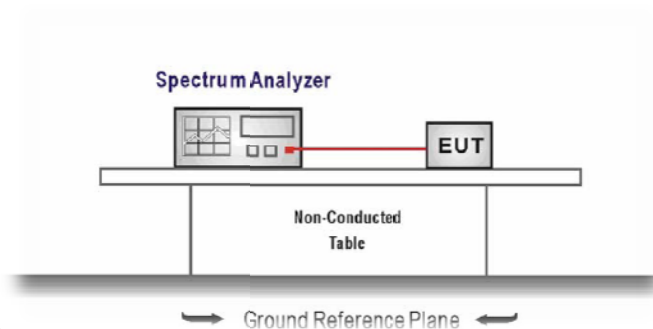 Spectrum Analyzer
EUT
Non-Conducted
Table
Ground Reference Plane